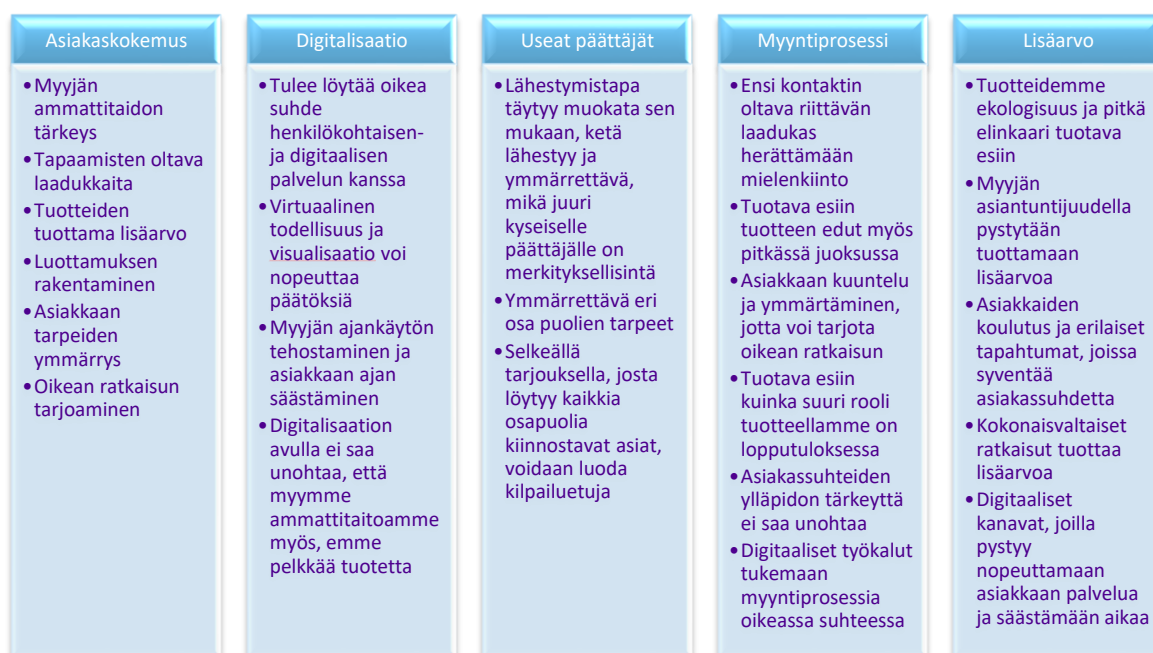 Asiakaskokemus
•Myyjän
ammattitaidon
tärkeys
•Tapaamisten oltava
laadukkaita
•Tuotteiden
tuottama lisäarvo
•Luottamuksen
rakentaminen
•Asiakkaan
tarpeiden
ymmärrys
•Oikean ratkaisun
tarjoaminen
Digitalisaatio
•Tulee löytää oikea
suhde
henkilökohtaisen-
ja digitaalisen
palvelun kanssa
•Virtuaalinen
todellisuus ja
visualisaatio voi
nopeuttaa
päätöksiä
•Myyjän ajankäytön
tehostaminen ja
asiakkaan ajan
säästäminen
•Digitalisaation
avulla ei saa
unohtaa, että
myymme
ammattitaitoamme
myös, emme
pelkkää tuotetta
Useat päättäjät
•Lähestymistapa
täytyy muokata sen
mukaan, ketä
lähestyy ja
ymmärrettävä,
mikä juuri
kyseiselle
päättäjälle on
merkityksellisintä
•Ymmärrettävä eri
osa puolien tarpeet
•Selkeällä
tarjouksella, josta
löytyy kaikkia
osapuolia
kiinnostavat asiat,
voidaan luoda
kilpailuetuja
Myyntiprosessi
•Ensi kontaktin
oltava riittävän
laadukas
herättämään
mielenkiinto
•Tuotava esiin
tuotteen edut myös
pitkässä juoksussa
•Asiakkaan kuuntelu
ja ymmärtäminen,
jotta voi tarjota
oikean ratkaisun
•Tuotava esiin
kuinka suuri rooli
tuotteellamme on
lopputuloksessa
•Asiakassuhteiden
ylläpidon tärkeyttä
ei saa unohtaa
•Digitaaliset työkalut
tukemaan
myyntiprosessia
oikeassa suhteessa
Lisäarvo
•Tuotteidemme
ekologisuus ja pitkä
elinkaari tuotava
esiin
•Myyjän
asiantuntijuudella
pystytään
tuottamaan
lisäarvoa
•Asiakkaiden
koulutus ja erilaiset
tapahtumat, joissa
syventää
asiakassuhdetta
•Kokonaisvaltaiset
ratkaisut tuottaa
lisäarvoa
•Digitaaliset
kanavat, joilla
pystyy
nopeuttamaan
asiakkaan palvelua
ja säästämään aikaa